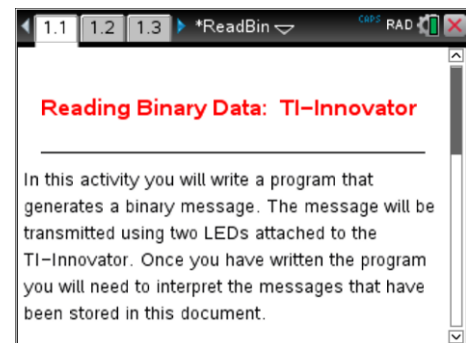 1.1 1.2 1.3 *ReadBin CAPS RAD
Reading Binary Data: TI-Innovator
In this activity you will write a program that
generates a binary message. The message will be
transmitted using two LEDs attached to the
TI-Innovator. Once you have written the program
you will need to interpret the messages that have
been stored in this document.